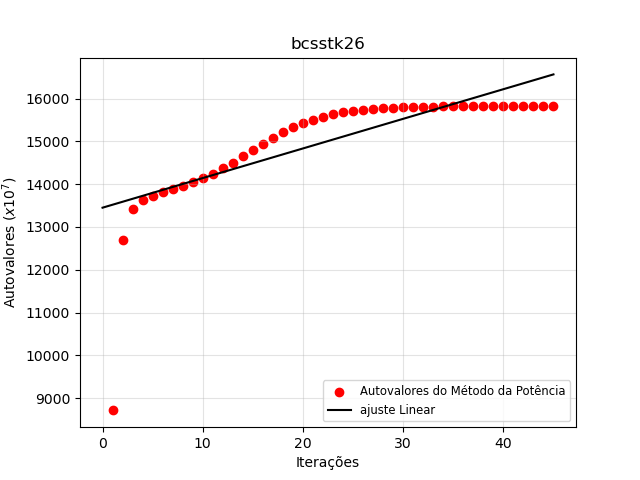 bcsstk26
Autovalores (x10⁷)
16000
15000
14000
13000
12000
11000
10000
9000
Autovalores do Método da Potência
ajuste Linear
0 10 20 30 40
Iterações